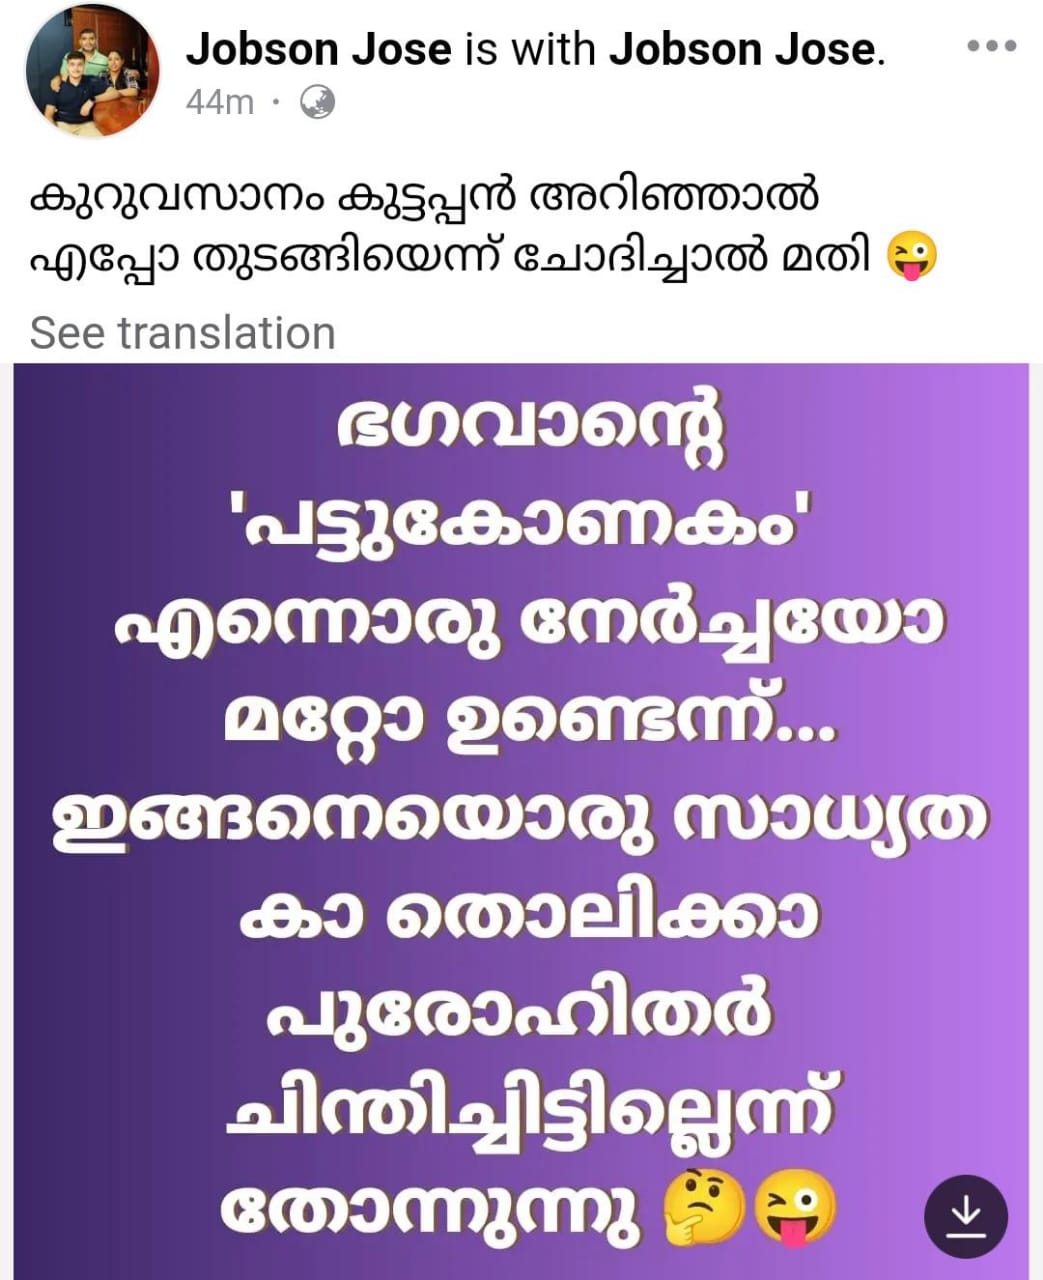 Jobson Jose is with Jobson Jose.
44m ·
കുറുവസാനം കുട്ടപ്പൻ അറിഞ്ഞാൽ
എപ്പോ തുടങ്ങിയെന്ന് ചോദിച്ചാൽ മതി 😜
See translation
ഭഗവാന്റെ
'പട്ടുകോണകം'
എന്നൊരു നേർച്ചയോ
മറ്റോ ഉണ്ടെന്ന്...
ഇങ്ങനെയൊരു സാധ്യത
കാ തൊലിക്കാ
പുരോഹിതർ
ചിന്തിച്ചിട്ടില്ലെന്ന്
തോന്നുന്നു 🤔😜